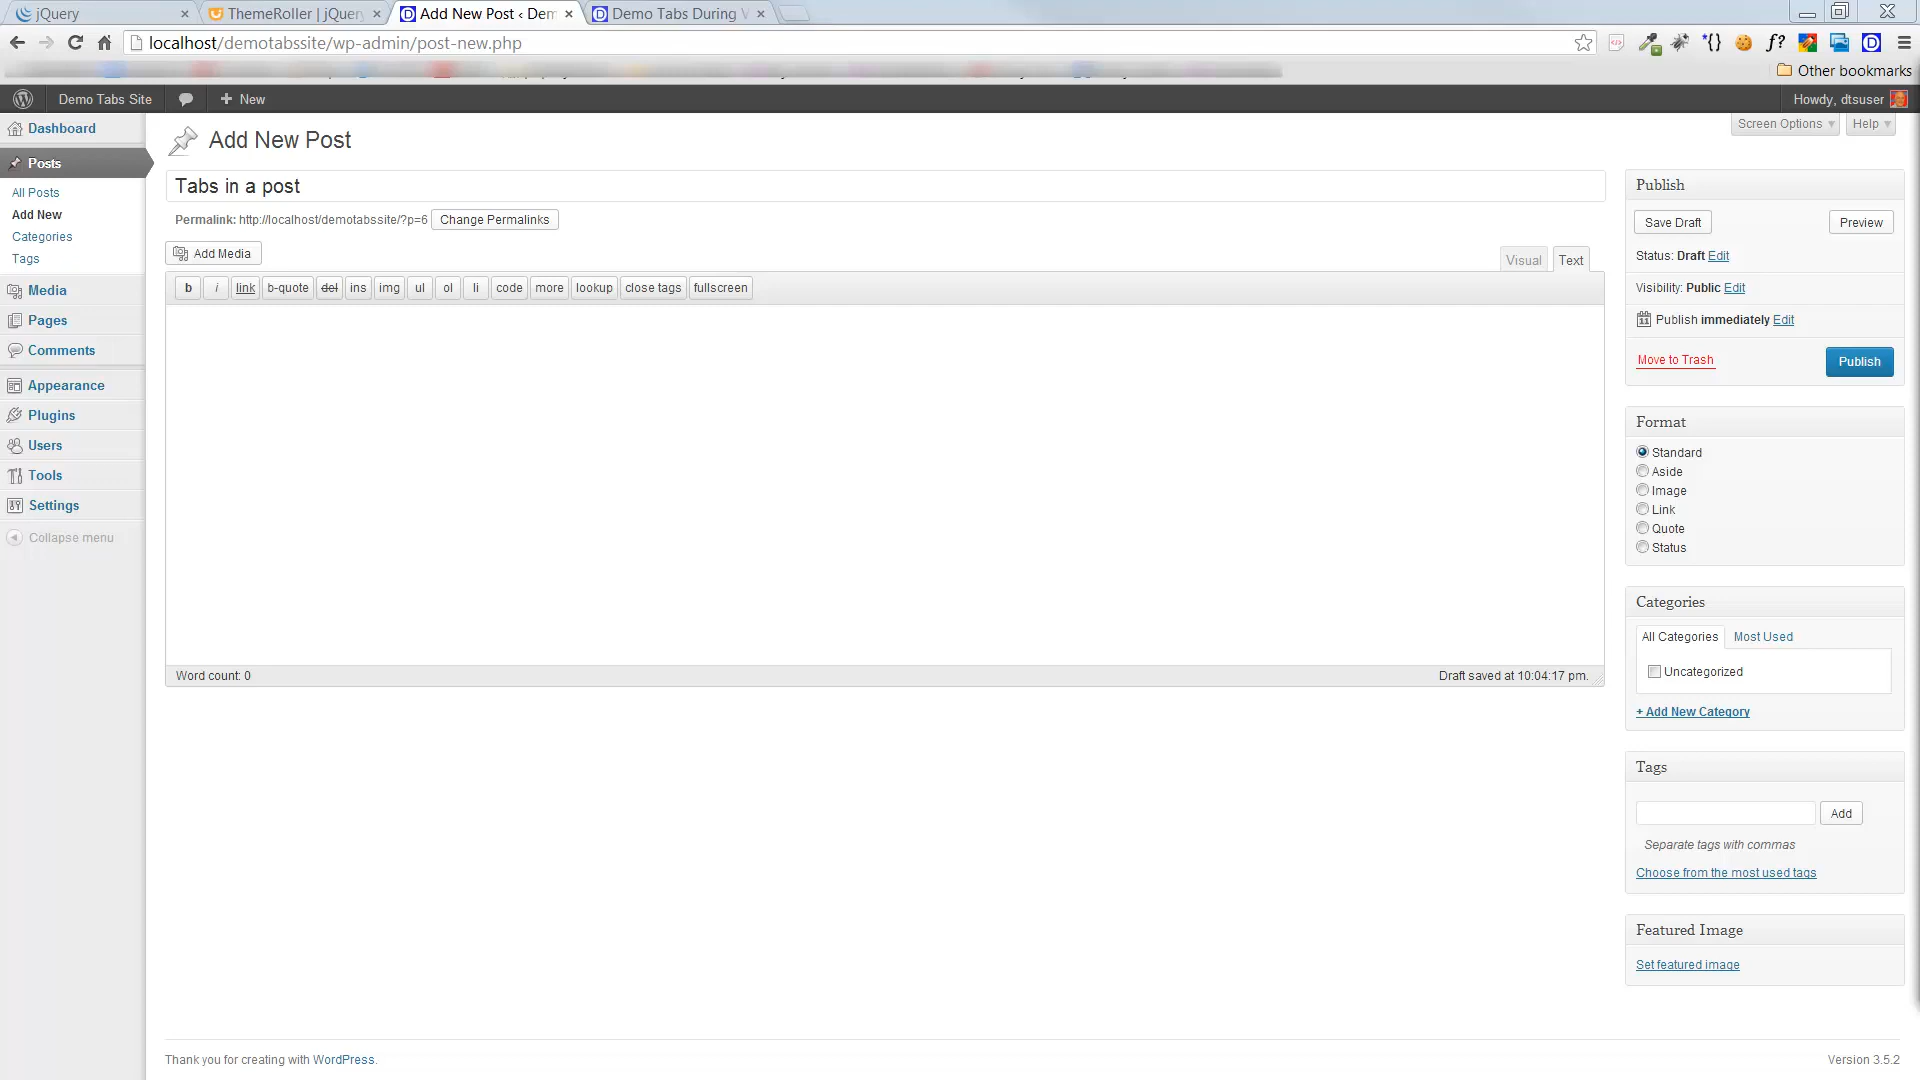 jQuery
ThemeRoller | jQuery
Add New Post ‹ Dem
Demo Tabs During V
localhost/demotabssite/wp-admin/post-new.php
Other bookmarks
Demo Tabs Site
+ New
Howdy, dtsuser
Dashboard
Posts
All Posts
Add New
Categories
Tags
Media
Pages
Comments
Appearance
Plugins
Users
Tools
Settings
Collapse menu
Screen Options
Help
Add New Post
Tabs in a post
Permalink: http://localhost/demotabssite/?p=6 Change Permalinks
Add Media
Visual Text
b i link b-quote del ins img ul ol li code more lookup close tags fullscreen
Word count: 0
Draft saved at 10:04:17 pm.
Publish
Save Draft Preview
Status: Draft Edit
Visibility: Public Edit
Publish immediately Edit
Move to Trash Publish
Format
Standard
Aside
Image
Link
Quote
Status
Categories
All Categories Most Used
Uncategorized
+ Add New Category
Tags
Add
Separate tags with commas
Choose from the most used tags
Featured Image
Set featured image
Thank you for creating with WordPress.
Version 3.5.2